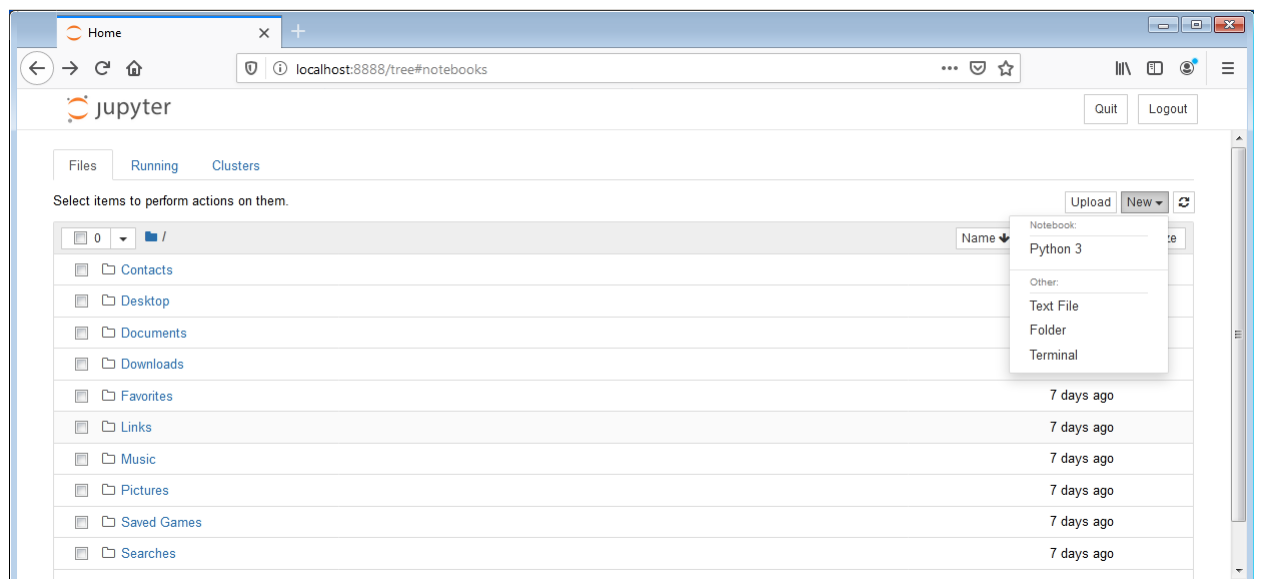 Home
localhost:8888/tree#notebooks
jupyter
Quit Logout
Files Running Clusters
Select items to perform actions on them.
Upload New
0 /
Name
Notebook:
Python 3
Other:
Text File
Folder
Terminal
Contacts
Desktop
Documents
Downloads
Favorites 7 days ago
Links 7 days ago
Music 7 days ago
Pictures 7 days ago
Saved Games 7 days ago
Searches 7 days ago